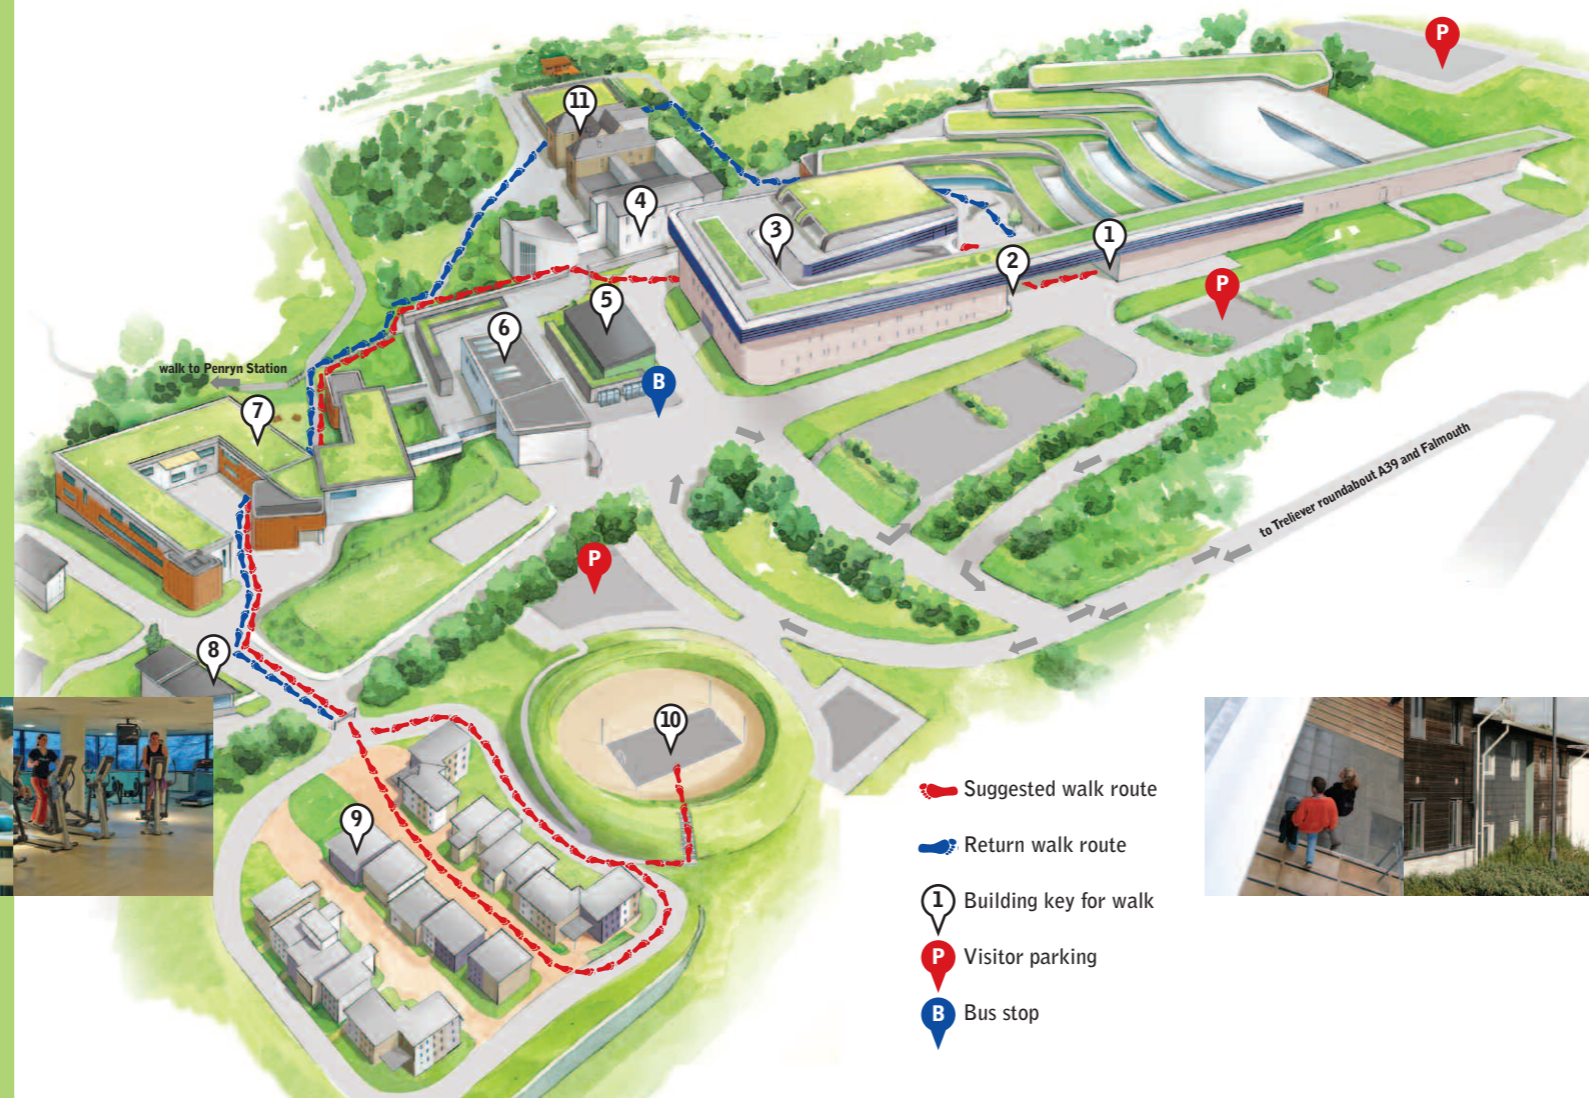 P
11
4
3
1
2
P
5
6
B
walk to Penryn Station
7
to Treliever roundabout A39 and Falmouth
P
8
10
9
Suggested walk route
Return walk route
1 Building key for walk
P Visitor parking
B Bus stop